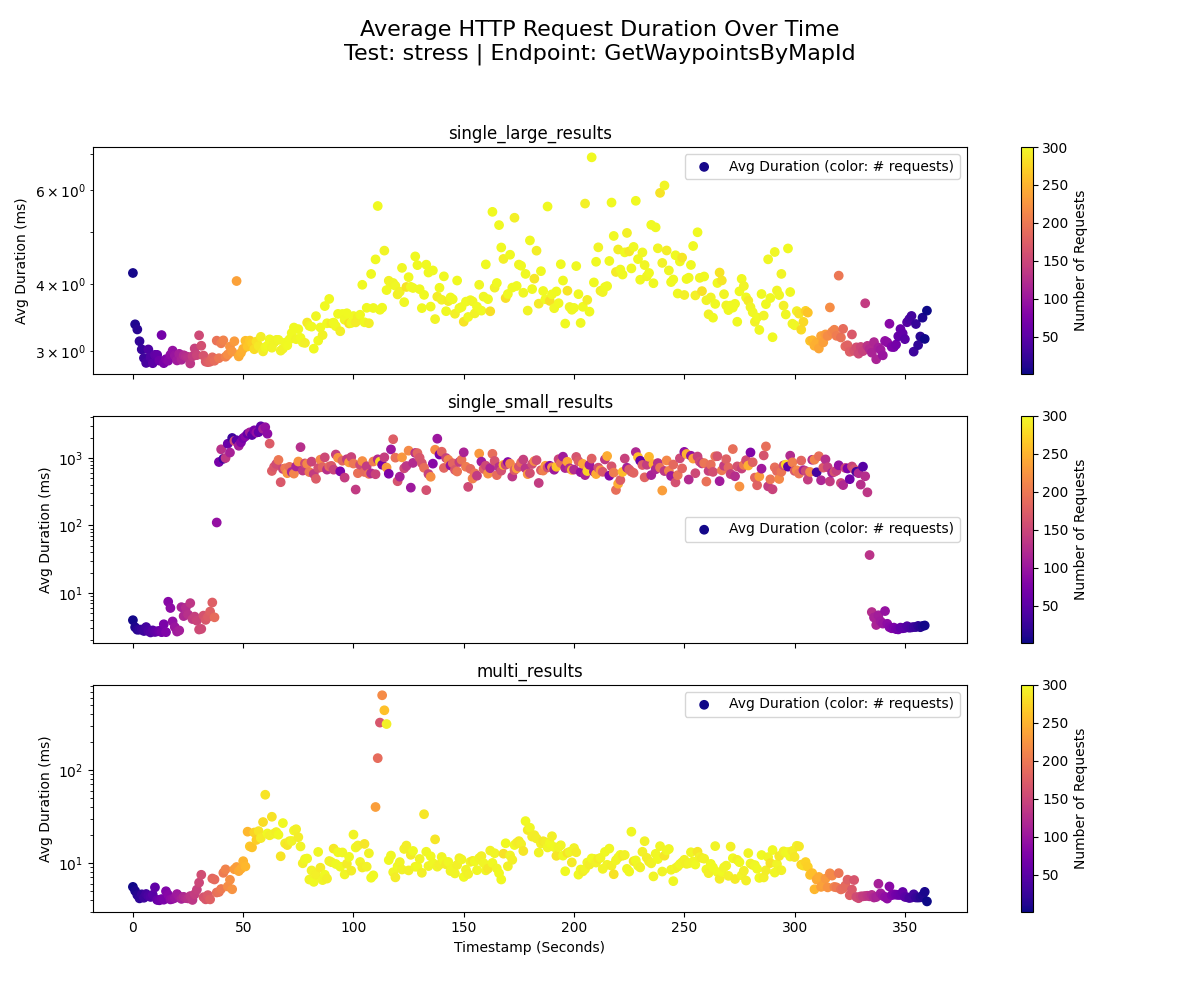 Average HTTP Request Duration Over Time
Test: stress | Endpoint: GetWaypointsByMapId
single_large_results
Avg Duration (ms)
6 × 10⁰
4 × 10⁰
3 × 10⁰
Avg Duration (color: # requests)
300
250
200
150
100
50
Number of Requests
single_small_results
Avg Duration (ms)
10³
10²
10¹
Avg Duration (color: # requests)
300
250
200
150
100
50
Number of Requests
multi_results
Avg Duration (ms)
10²
10¹
Avg Duration (color: # requests)
300
250
200
150
100
50
Number of Requests
0 50 100 150 200 250 300 350
Timestamp (Seconds)